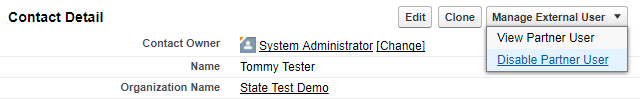 Contact Detail Edit Clone Manage External User
Contact Owner System Administrator [Change] View Partner User
Name Tommy Tester Disable Partner User
Organization Name State Test Demo